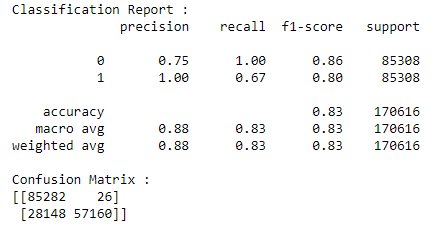 Classification Report :
              precision    recall  f1-score   support

           0       0.75      1.00      0.86     85308
           1       1.00      0.67      0.80     85308

    accuracy                           0.83    170616
   macro avg       0.88      0.83      0.83    170616
weighted avg       0.88      0.83      0.83    170616

Confusion Matrix :
[[85282    26]
 [28148 57160]]